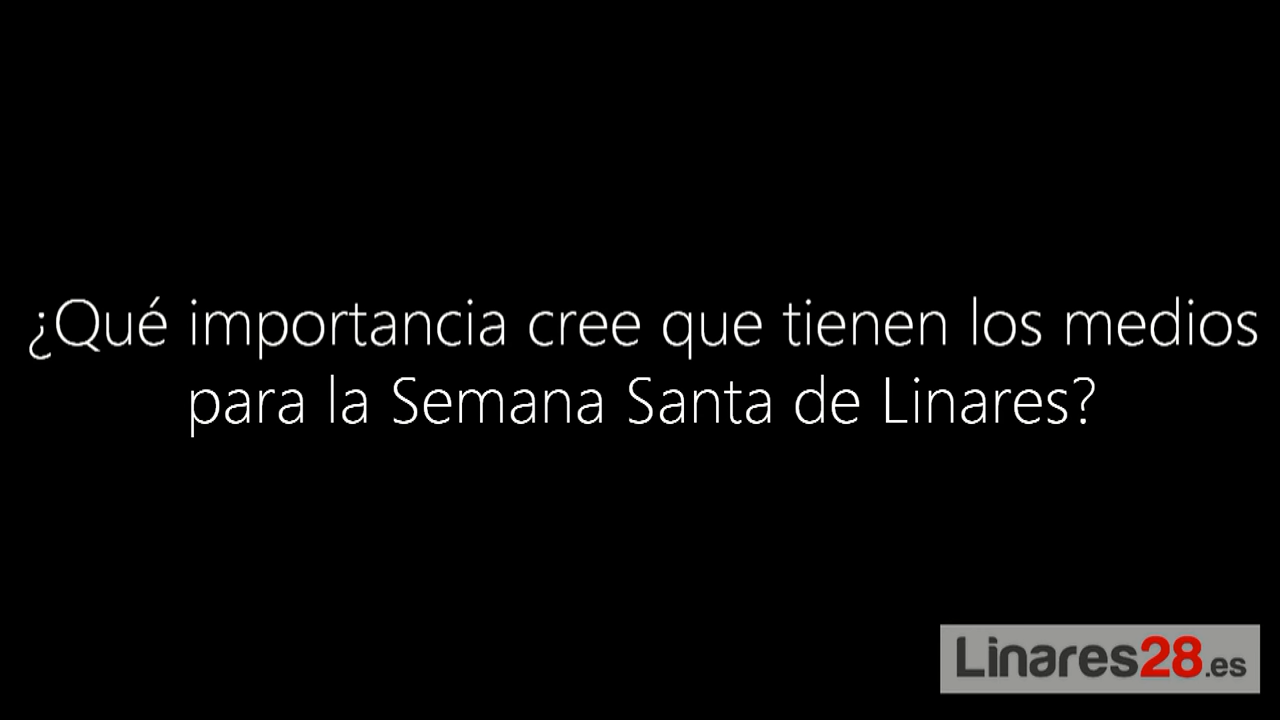 ¿Qué importancia cree que tienen los medios
para la Semana Santa de Linares?
Linares28.es